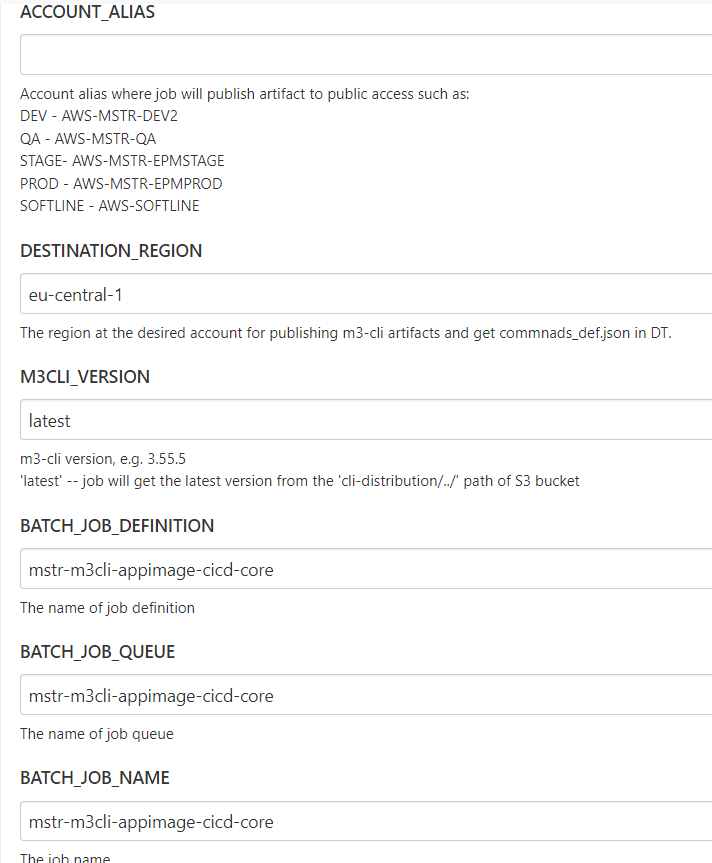 ACCOUNT_ALIAS
Account alias where job will publish artifact to public access such as:
DEV - AWS-MSTR-DEV2
QA - AWS-MSTR-QA
STAGE- AWS-MSTR-EPMSTAGE
PROD - AWS-MSTR-EPMPROD
SOFTLINE - AWS-SOFTLINE
DESTINATION_REGION
eu-central-1
The region at the desired account for publishing m3-cli artifacts and get commnads_def.json in DT.
M3CLI_VERSION
latest
m3-cli version, e.g. 3.55.5
'latest' -- job will get the latest version from the 'cli-distribution/../' path of S3 bucket
BATCH_JOB_DEFINITION
mstr-m3cli-appimage-cicd-core
The name of job definition
BATCH_JOB_QUEUE
mstr-m3cli-appimage-cicd-core
The name of job queue
BATCH_JOB_NAME
mstr-m3cli-appimage-cicd-core
The job name